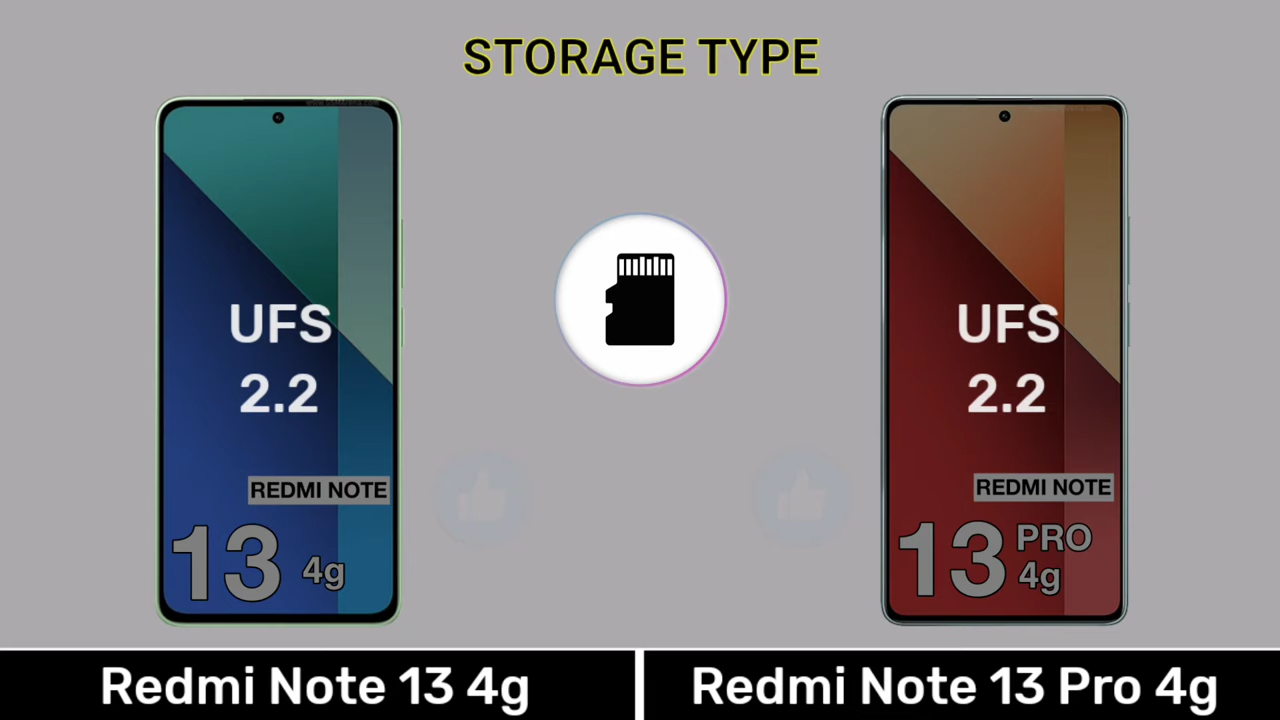 STORAGE TYPE
UFS
2.2
REDMI NOTE
13 4g
UFS
2.2
REDMI NOTE
13 PRO
4g
Redmi Note 13 4g
Redmi Note 13 Pro 4g